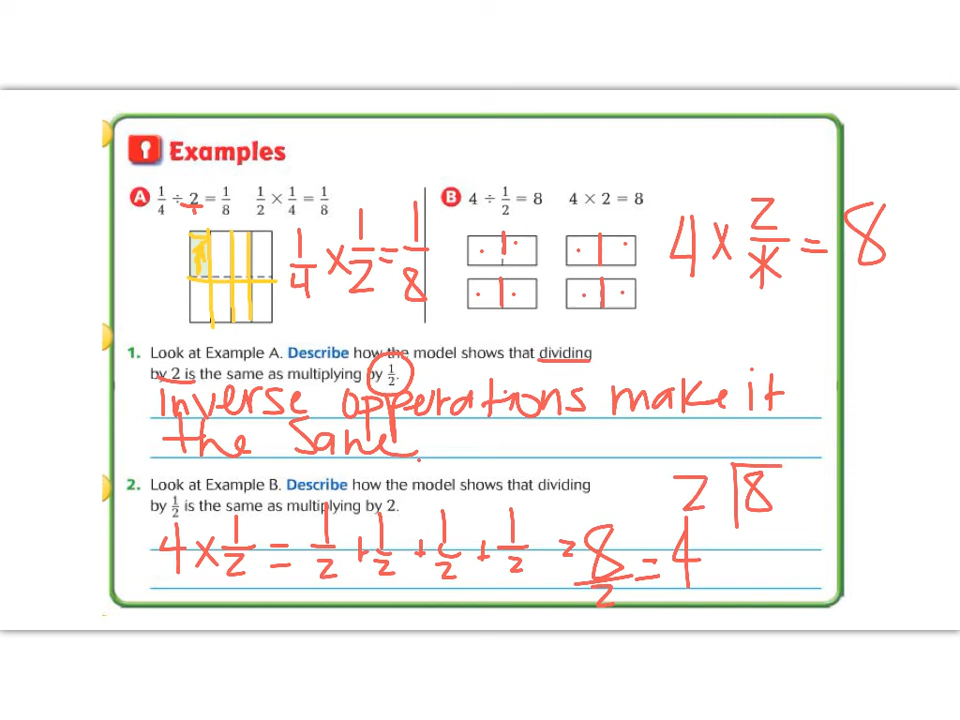 Examples
A 1/4 ÷ 2 = 1/8 1/2 × 1/4 = 1/8
B 4 ÷ 1/2 = 8 4 × 2 = 8
1/4 × 1/2 = 1/8
4 × 2/ = 8
1. Look at Example A. Describe how the model shows that dividing
by 2 is the same as multiplying by 1/2.
inverse opperations make it
the same.
2. Look at Example B. Describe how the model shows that dividing
by 1/2 is the same as multiplying by 2.
2 8
4 × 1/2 = 1/2 + 1/2 + 1/2 + 1/2 = 8/2 = 4